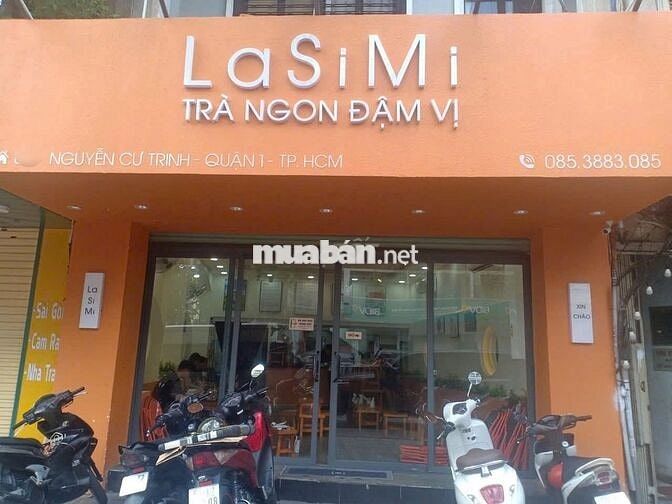 LaSiMi
TRÀ NGON ĐẬM VỊ
NGUYỄN CƯ TRINH - QUẬN 1 - TP. HCM
085.3883.085
muabán.net
La
Si
Mi
XIN
CHÀO
-Sài Gòn
-Cam Ra
-Nha Tra
BIDV